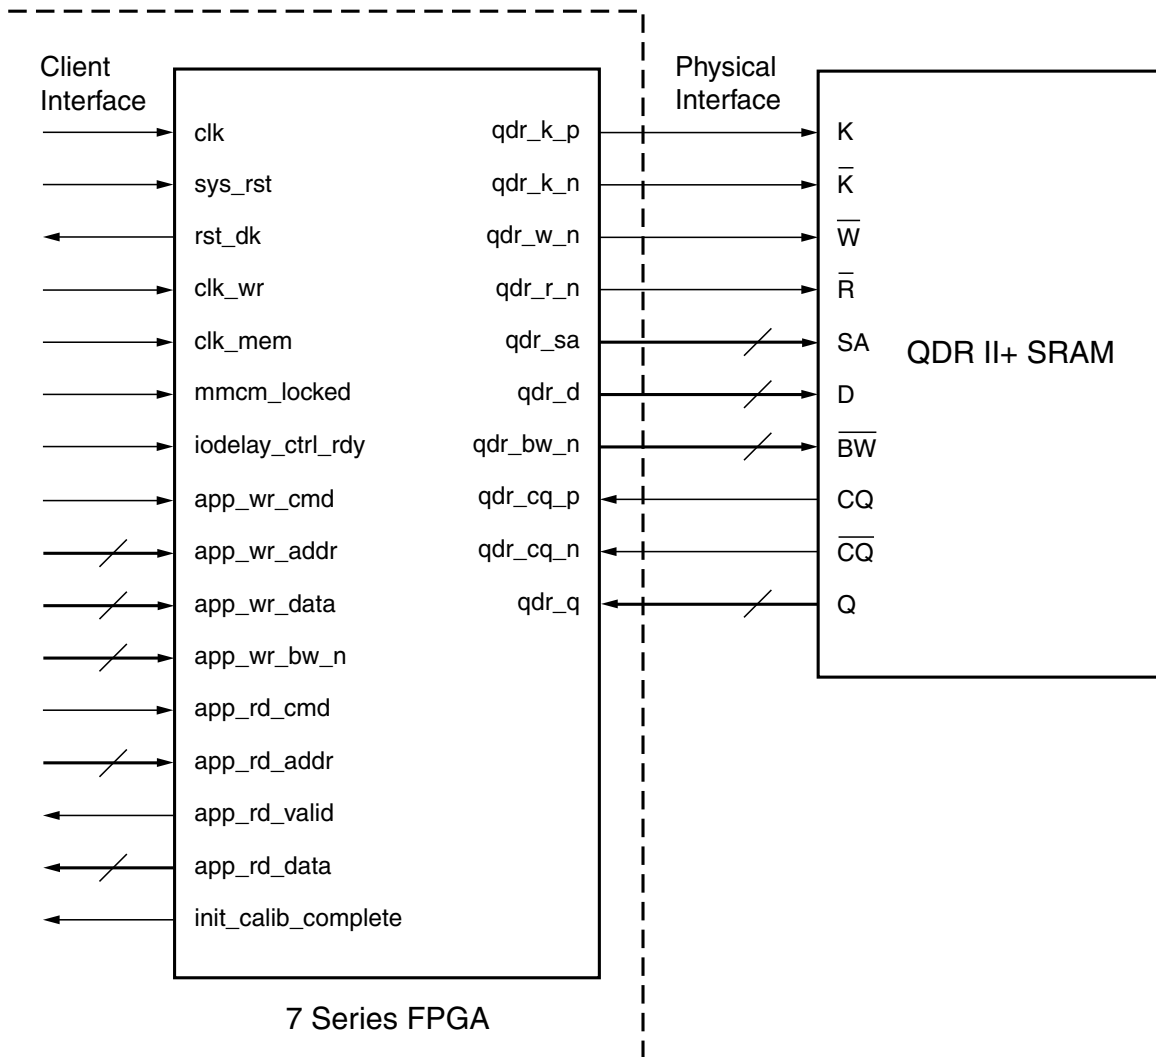 Client
Interface
Physical
Interface
clk
qdr_k_p
K
sys_rst
qdr_k_n
K̅
rst_dk
qdr_w_n
W̅
clk_wr
qdr_r_n
R̅
clk_mem
qdr_sa
SA
QDR II+ SRAM
mmcm_locked
qdr_d
D
iodelay_ctrl_rdy
qdr_bw_n
B̅W̅
app_wr_cmd
qdr_cq_p
CQ
app_wr_addr
qdr_cq_n
C̅Q̅
app_wr_data
qdr_q
Q
app_wr_bw_n
app_rd_cmd
app_rd_addr
app_rd_valid
app_rd_data
init_calib_complete
7 Series FPGA